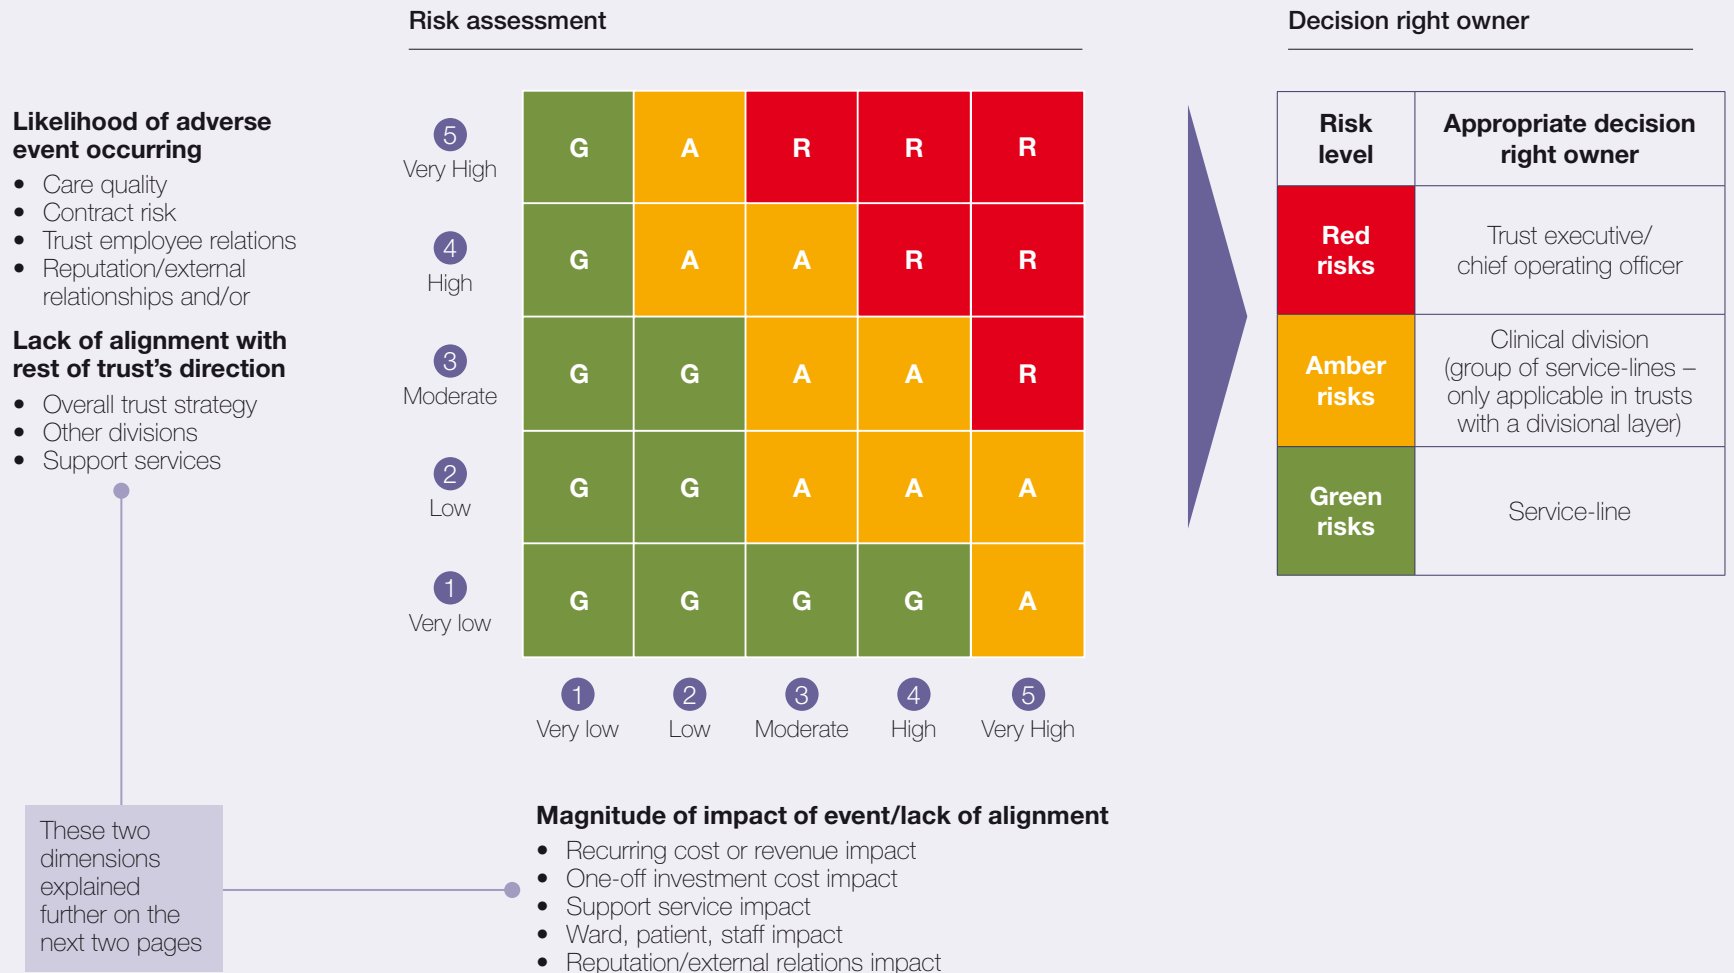 Risk assessment
Decision right owner
Likelihood of adverse
event occurring
• Care quality
• Contract risk
• Trust employee relations
• Reputation/external
relationships and/or
Lack of alignment with
rest of trust's direction
• Overall trust strategy
• Other divisions
• Support services
5
Very High
G A R R R
4
High
G A A R R
3
Moderate
G G A A R
2
Low
G G A A A
1
Very low
G G G G A
1 2 3 4 5
Very low Low Moderate High Very High
Risk
level
Appropriate decision
right owner
Red
risks
Trust executive/
chief operating officer
Amber
risks
Clinical division
(group of service-lines –
only applicable in trusts
with a divisional layer)
Green
risks
Service-line
These two
dimensions
explained
further on the
next two pages
Magnitude of impact of event/lack of alignment
• Recurring cost or revenue impact
• One-off investment cost impact
• Support service impact
• Ward, patient, staff impact
• Reputation/external relations impact